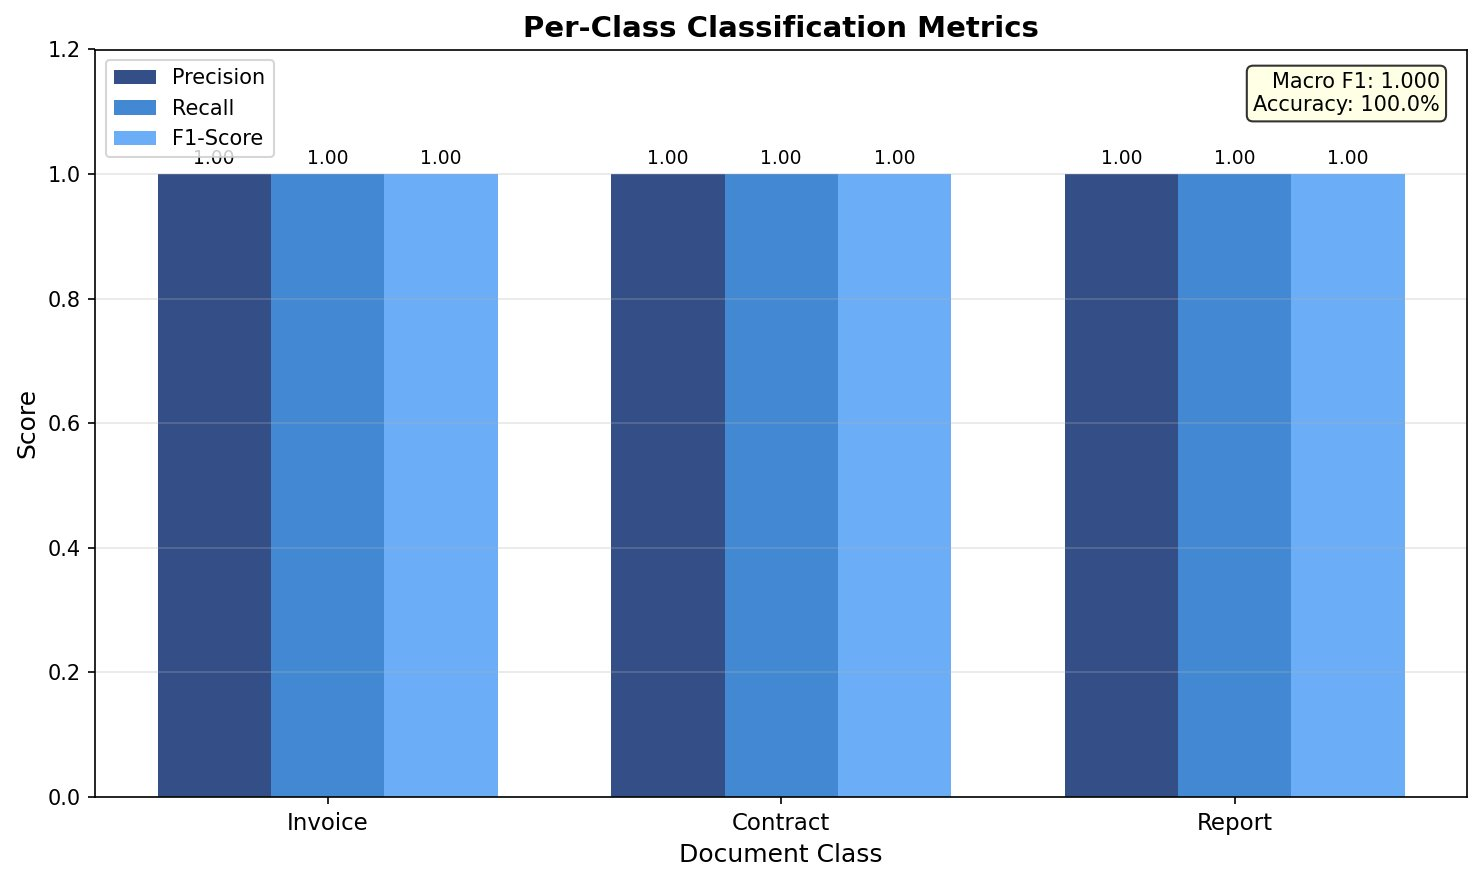 Per-Class Classification Metrics
Precision
Recall
F1-Score
Macro F1: 1.000
Accuracy: 100.0%
1.00 1.00 1.00 1.00 1.00 1.00 1.00 1.00 1.00
1.2
1.0
0.8
0.6
0.4
0.2
0.0
Score
Invoice Contract Report
Document Class